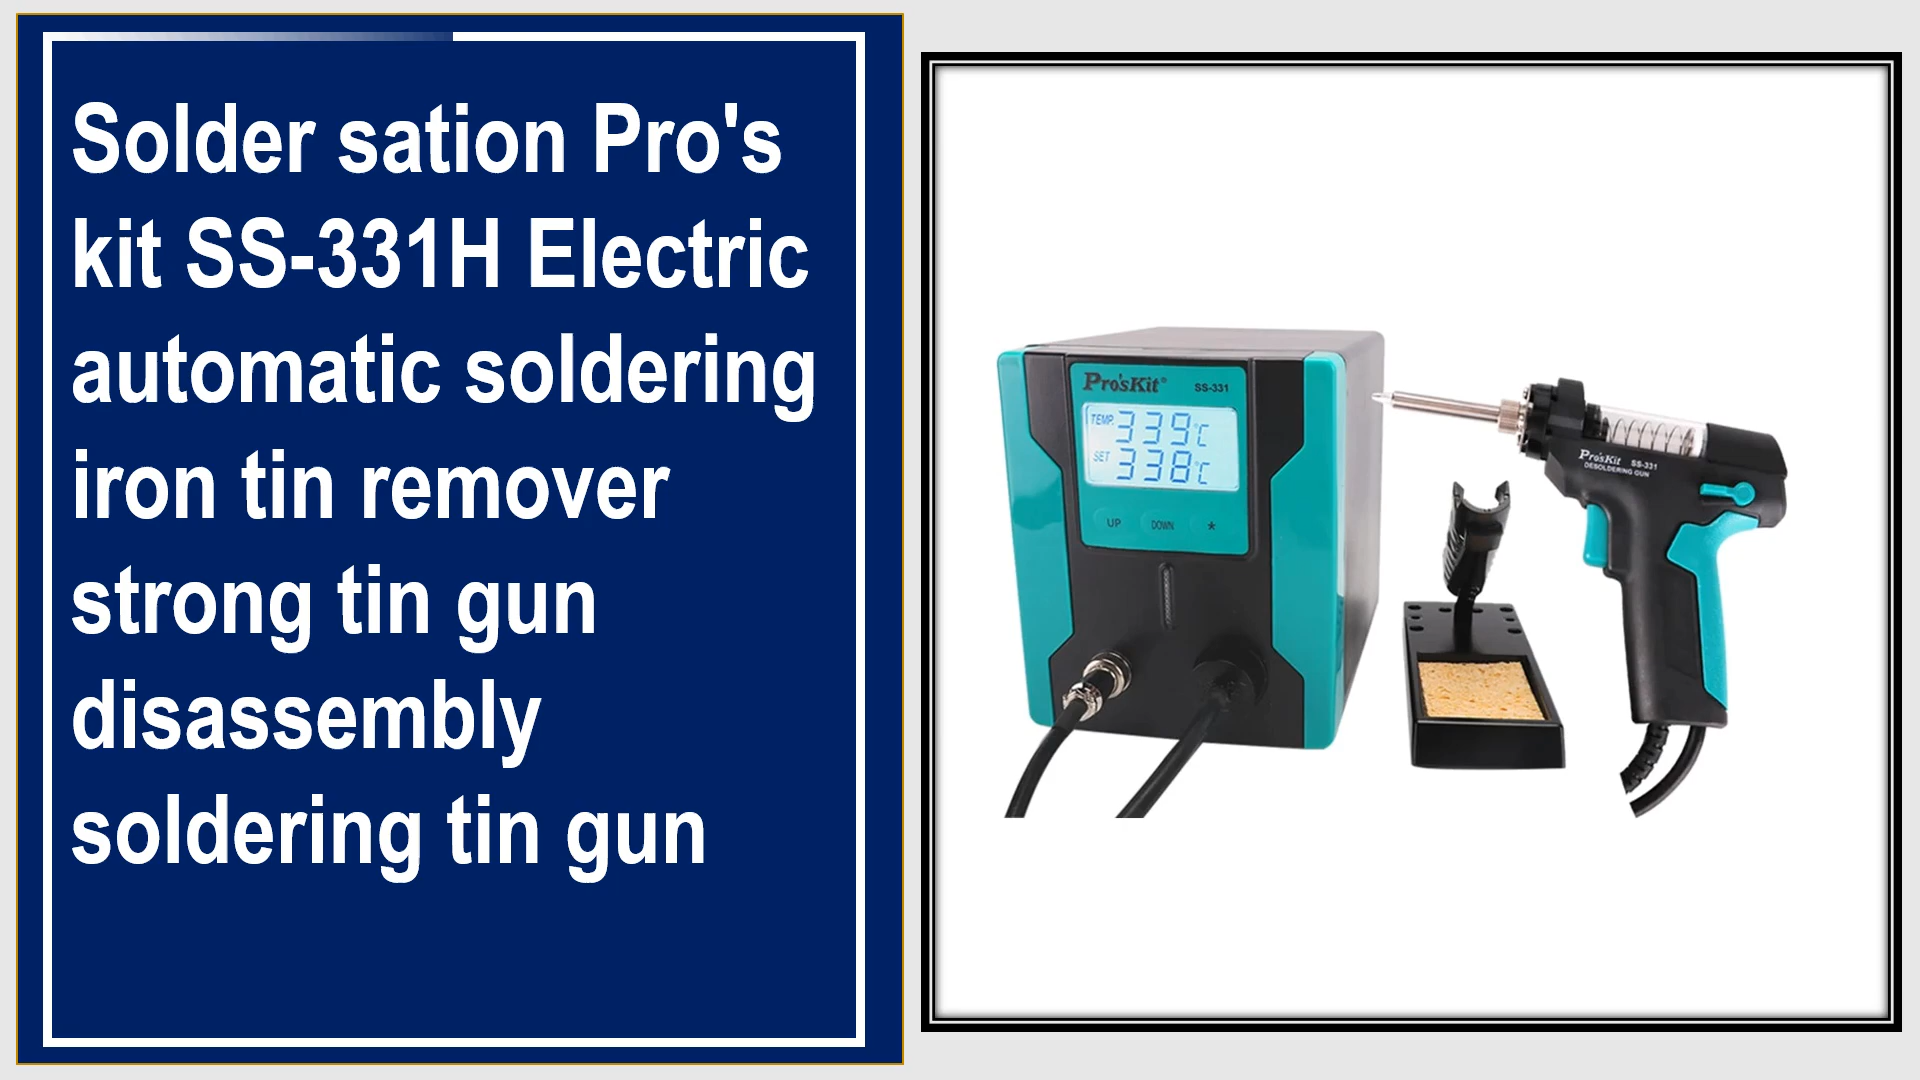 Solder sation Pro's
kit SS-331H Electric
automatic soldering
iron tin remover
strong tin gun
disassembly
soldering tin gun
Pro'sKit® SS-331
TEMP. 339°C
SET 338°C
UP DOWN *
Pro'sKit SS-331
DESOLDERING GUN